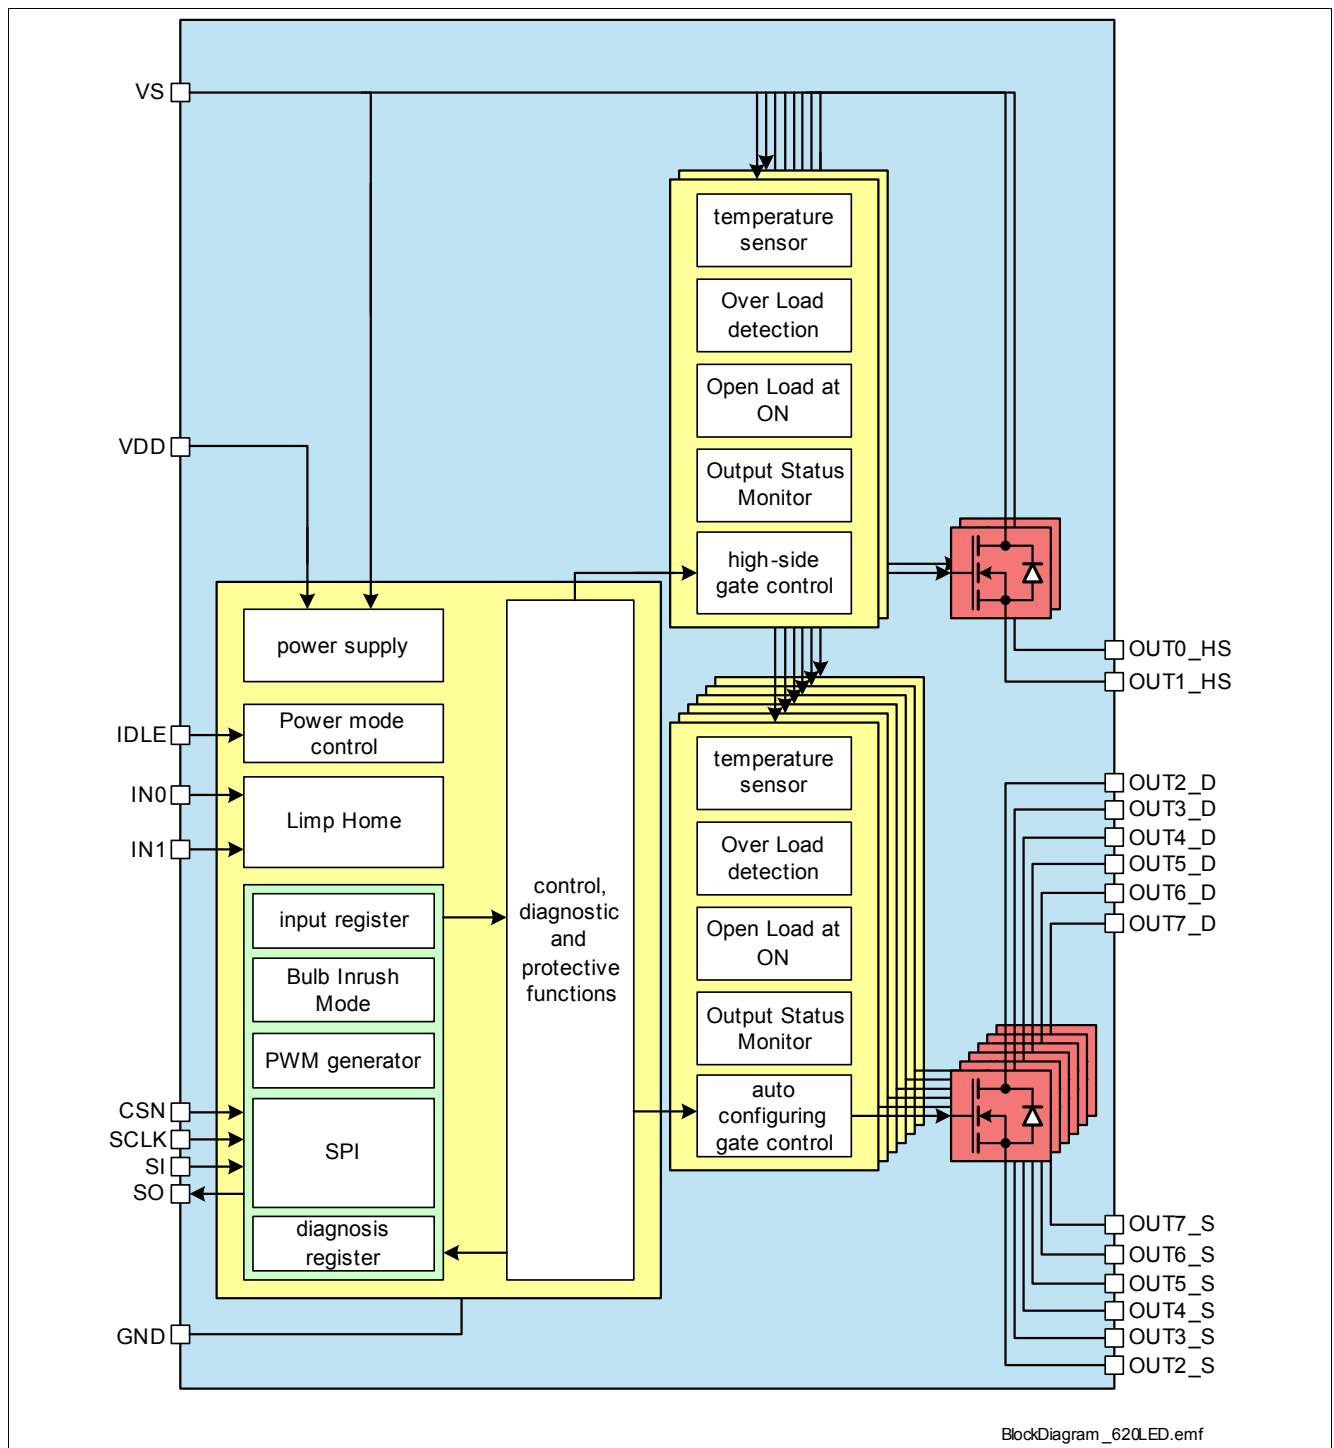 VS
VDD
IDLE
IN0
IN1
CSN
SCLK
SI
SO
GND
power supply
Power mode
control
Limp Home
input register
Bulb Inrush
Mode
PWM generator
SPI
diagnosis
register
control,
diagnostic
and
protective
functions
temperature
sensor
Over Load
detection
Open Load at
ON
Output Status
Monitor
high-side
gate control
temperature
sensor
Over Load
detection
Open Load at
ON
Output Status
Monitor
auto
configuring
gate control
OUT0_HS
OUT1_HS
OUT2_D
OUT3_D
OUT4_D
OUT5_D
OUT6_D
OUT7_D
OUT7_S
OUT6_S
OUT5_S
OUT4_S
OUT3_S
OUT2_S
BlockDiagram_620LED.emf